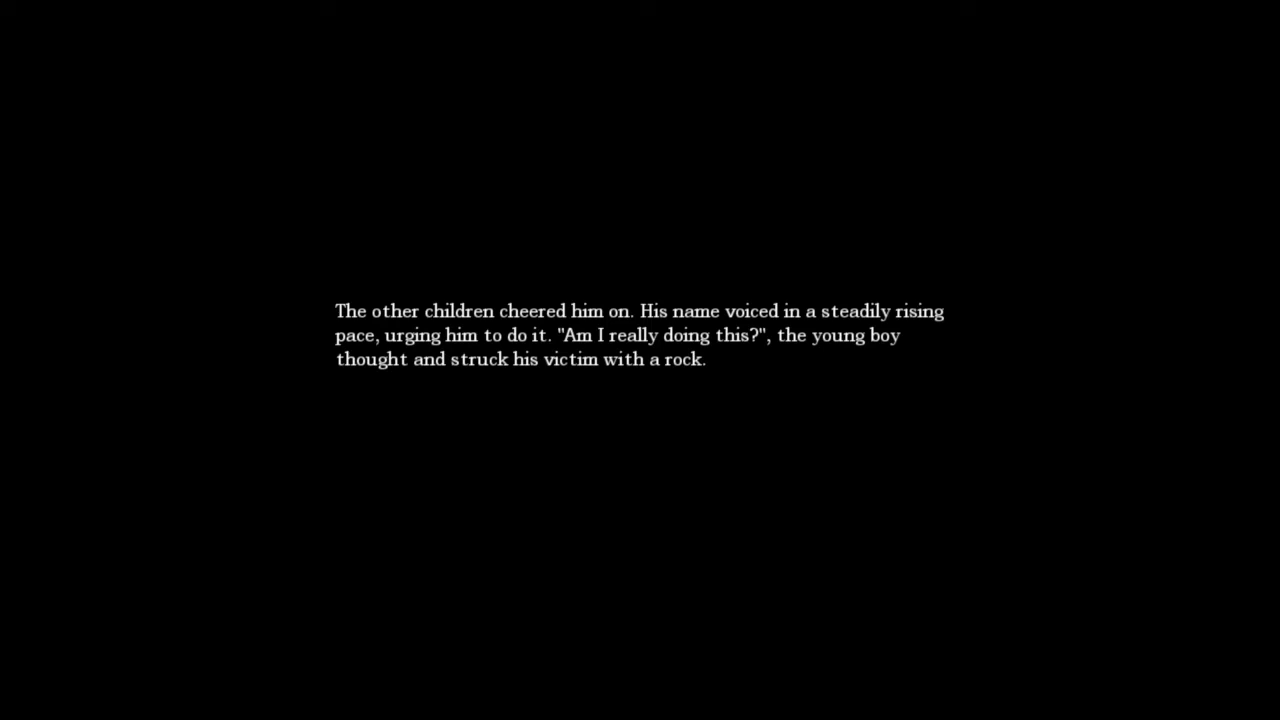 The other children cheered him on. His name voiced in a steadily rising
pace, urging him to do it. "Am I really doing this?", the young boy
thought and struck his victim with a rock.